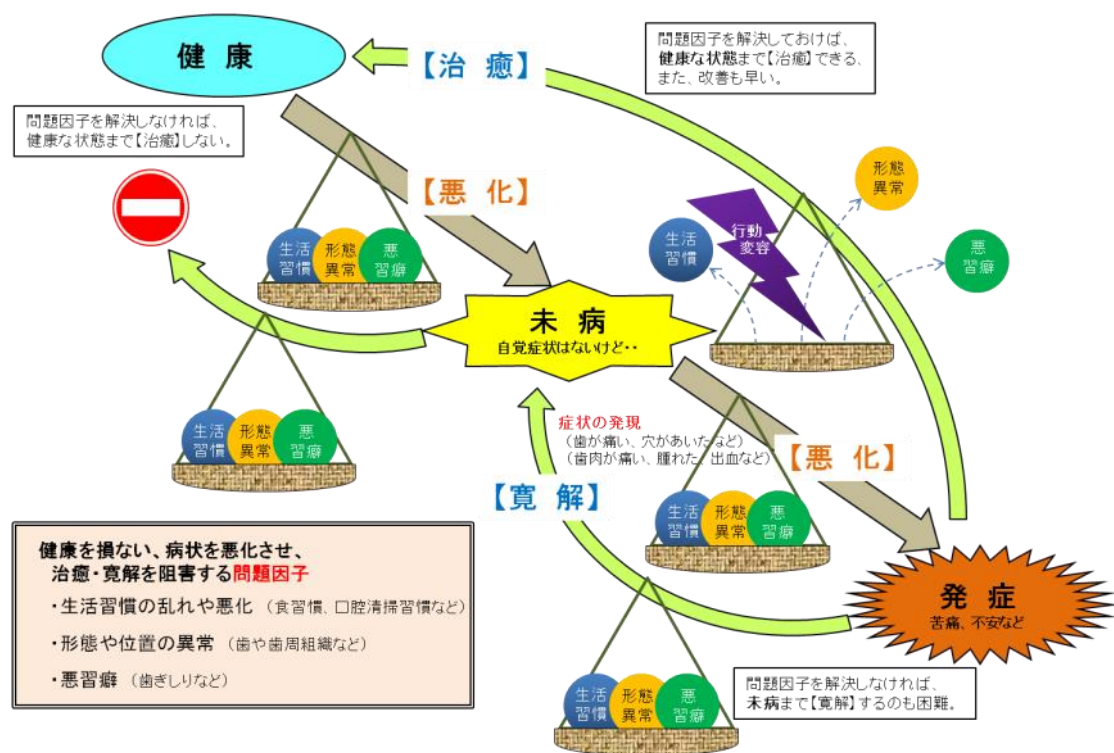 健 康
【治 癒】
問題因子を解決しておけば、
健康な状態まで【治癒】できる、
また、改善も早い。
問題因子を解決しなければ、
健康な状態まで【治癒】しない。
【悪 化】
生活
習慣
形態
異常
悪
習癖
生活
習慣
行動
変容
形態
異常
悪
習癖
未 病
自覚症状はないけど・・
生活
習慣
形態
異常
悪
習癖
症状の発現
（歯が痛い、穴があいたなど）
（歯肉が痛い、腫れた、出血など）
【悪 化】
【寛 解】
生活
習慣
形態
異常
悪
習癖
健康を損ない、病状を悪化させ、
治癒・寛解を阻害する問題因子
・生活習慣の乱れや悪化（食習慣、口腔清掃習慣など）
・形態や位置の異常（歯や歯周組織など）
・悪習癖（歯ぎしりなど）
発 症
苦痛、不安など
生活
習慣
形態
異常
悪
習癖
問題因子を解決しなければ、
未病まで【寛解】するのも困難。